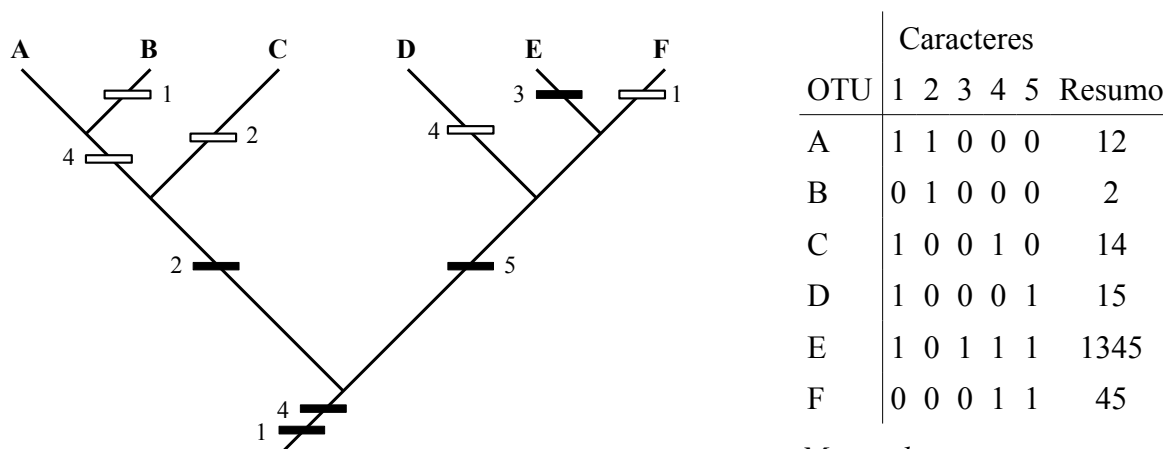 A B C D E F
1
3
1
4
2
4
2
5
4
1
Caracteres
OTU 1 2 3 4 5 Resumo
A 1 1 0 0 0 12
B 0 1 0 0 0 2
C 1 0 0 1 0 14
D 1 0 0 0 1 15
E 1 0 1 1 1 1345
F 0 0 0 1 1 45